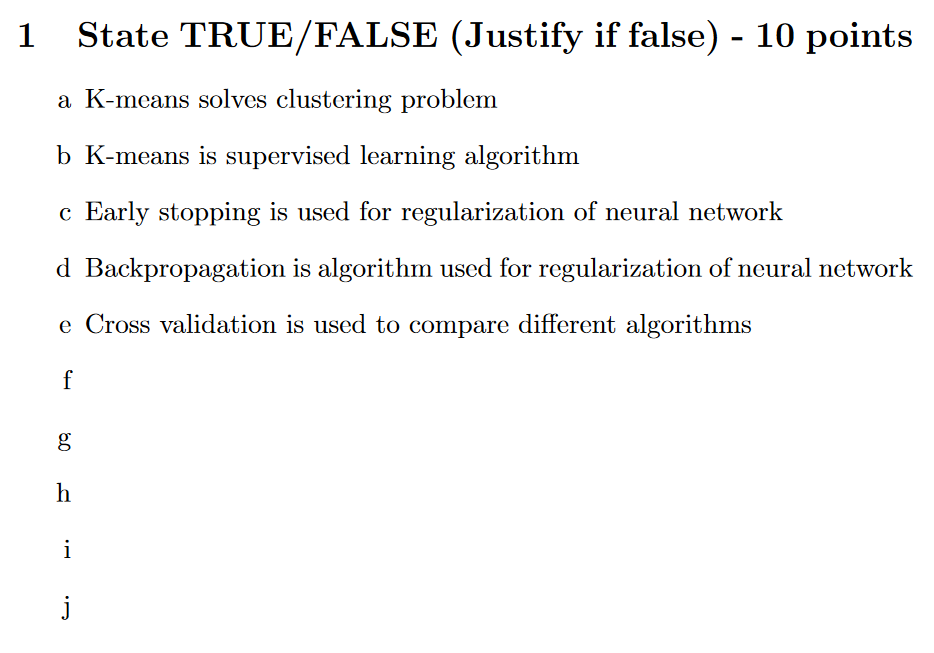 1 State TRUE/FALSE (Justify if false) - 10 points
a K-means solves clustering problem
b K-means is supervised learning algorithm
c Early stopping is used for regularization of neural network
d Backpropagation is algorithm used for regularization of neural network
e Cross validation is used to compare different algorithms
f
g
h
i
j